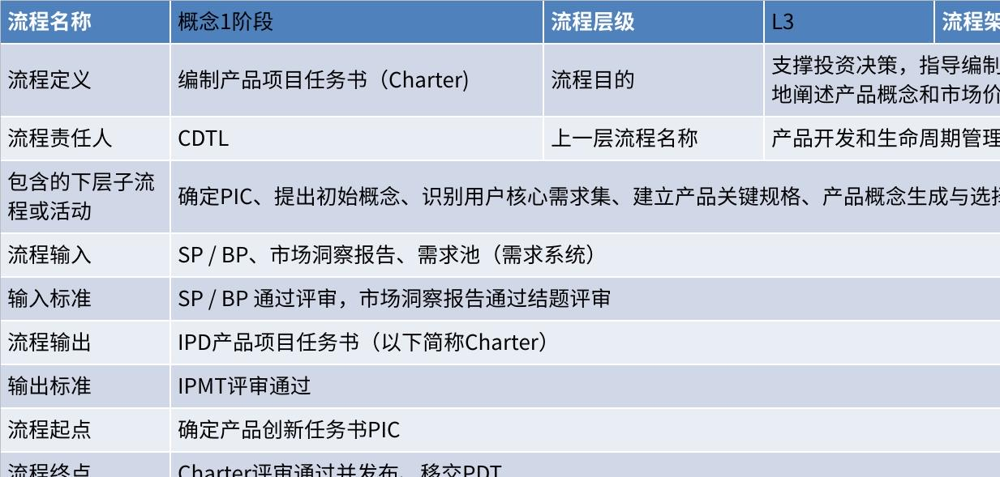 流程名称 概念1阶段 流程层级 L3 流程架
流程定义 编制产品项目任务书（Charter) 流程目的 支撑投资决策，指导编制
地阐述产品概念和市场价
流程责任人 CDTL 上一层流程名称 产品开发和生命周期管理
包含的下层子流
程或活动 确定PIC、提出初始概念、识别用户核心需求集、建立产品关键规格、产品概念生成与选择
流程输入 SP / BP、市场洞察报告、需求池（需求系统）
输入标准 SP / BP 通过评审，市场洞察报告通过结题评审
流程输出 IPD产品项目任务书（以下简称Charter）
输出标准 IPMT评审通过
流程起点 确定产品创新任务书PIC
流程终点 Charter评审通过并发布、移交PDT